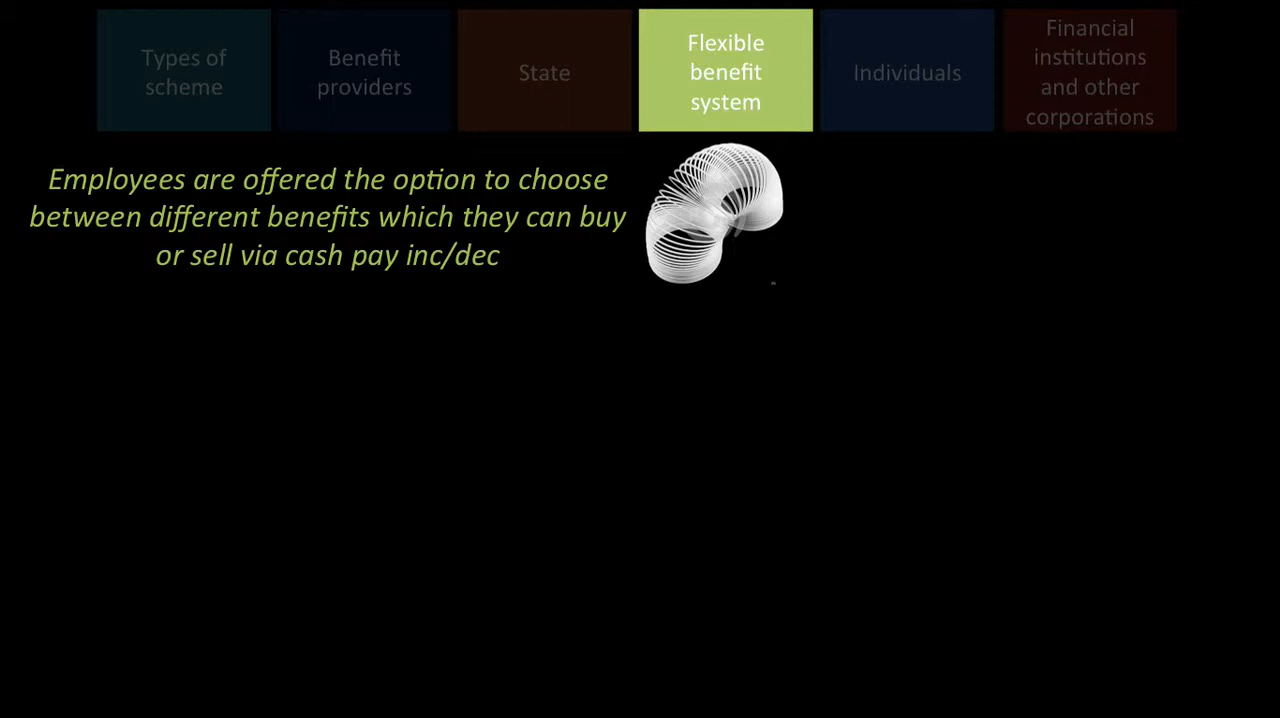 Types of
scheme
Benefit
providers
State
Flexible
benefit
system
Individuals
Financial
institutions
and other
corporations
Employees are offered the option to choose
between different benefits which they can buy
or sell via cash pay inc/dec